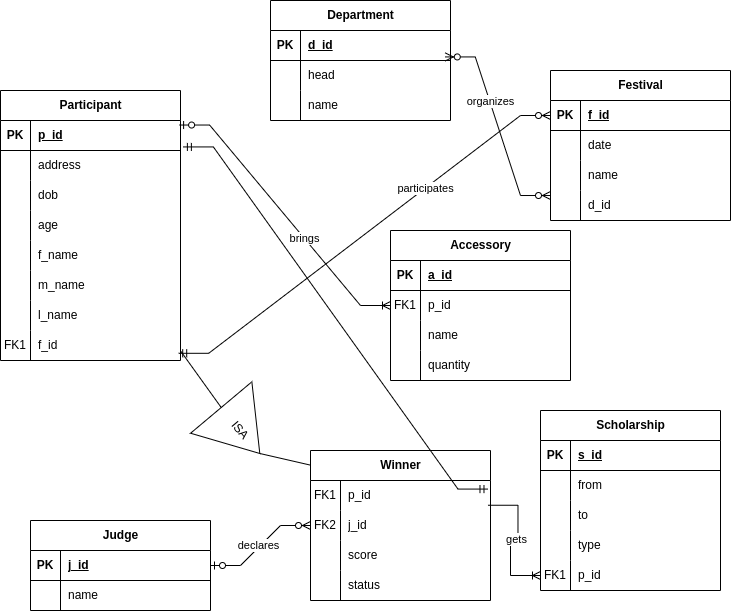 Department
PK d_id
head
name
organizes
Festival
PK f_id
date
name
d_id
Participant
PK p_id
address
dob
age
f_name
m_name
l_name
FK1 f_id
participates
brings
Accessory
PK a_id
FK1 p_id
name
quantity
ISA
Winner
FK1 p_id
FK2 j_id
score
status
Scholarship
PK s_id
from
to
type
FK1 p_id
gets
Judge
PK j_id
name
declares